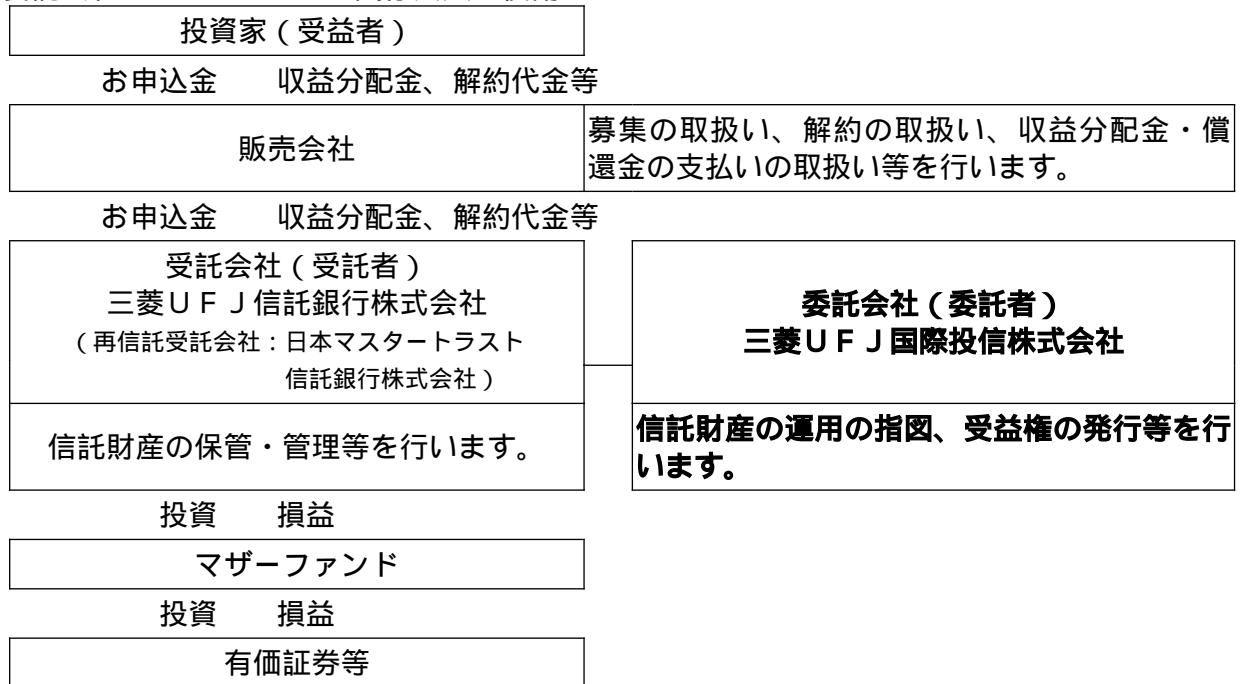 投資家（受益者）
お申込金　収益分配金、解約代金等
販売会社
募集の取扱い、解約の取扱い、収益分配金・償
還金の支払いの取扱い等を行います。
お申込金　収益分配金、解約代金等
受託会社（受託者）
三菱ＵＦＪ信託銀行株式会社
（再信託受託会社：日本マスタートラスト
信託銀行株式会社）
信託財産の保管・管理等を行います。
委託会社（委託者）
三菱ＵＦＪ国際投信株式会社
信託財産の運用の指図、受益権の発行等を行
います。
投資　損益
マザーファンド
投資　損益
有価証券等